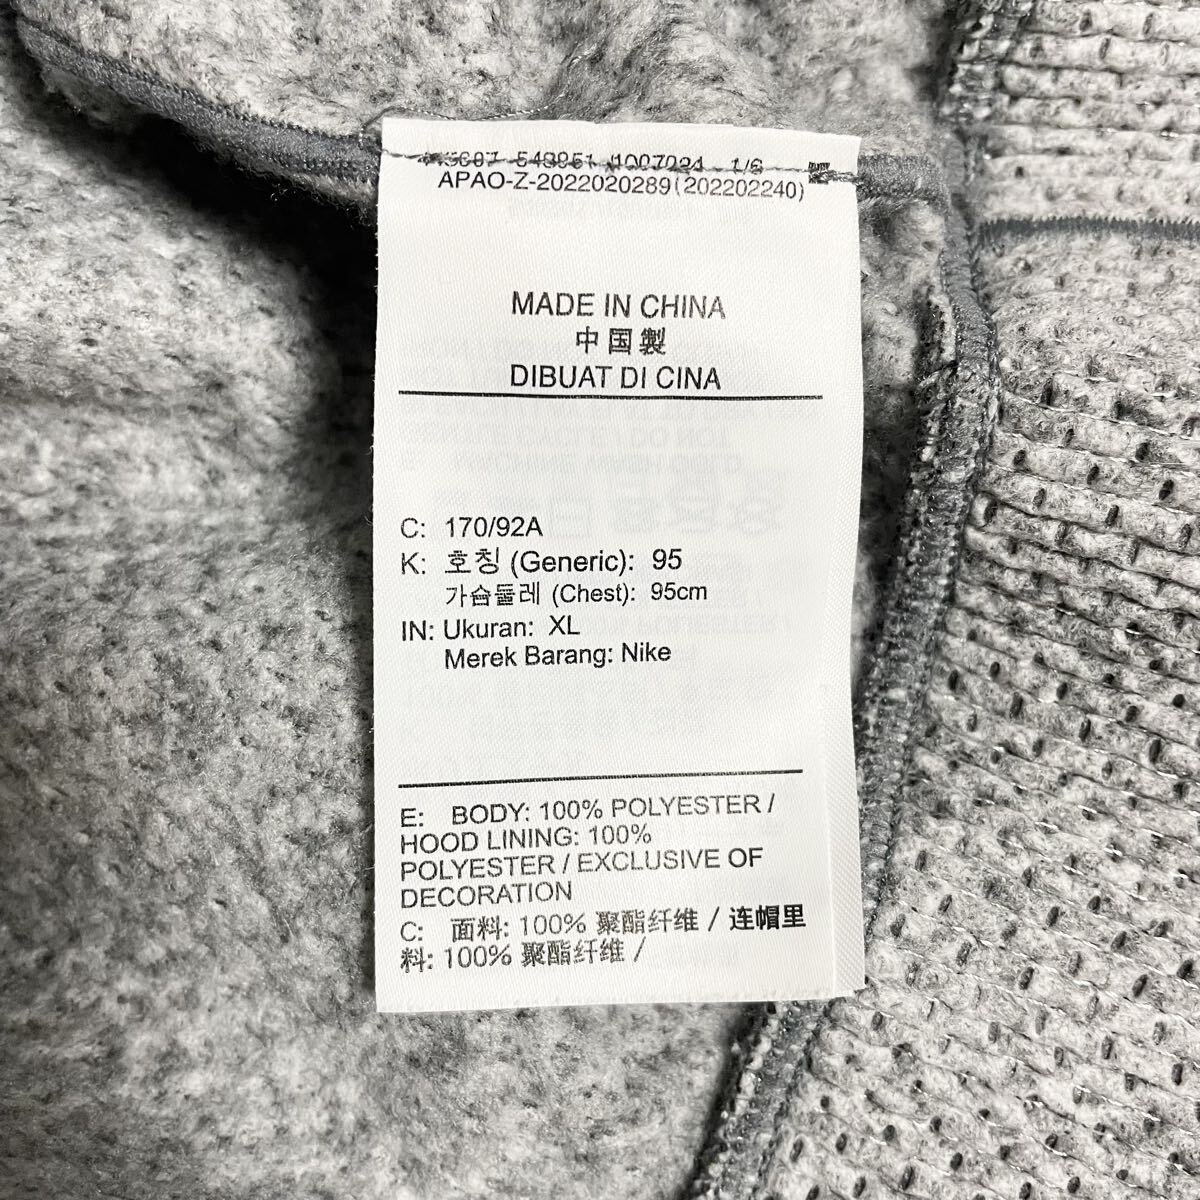 APAO-Z-2022020289(202202240)
MADE IN CHINA
中国製
DIBUAT DI CINA
C: 170/92A
K: 호칭 (Generic): 95
가슴둘레 (Chest): 95cm
IN: Ukuran: XL
Merek Barang: Nike
E: BODY: 100% POLYESTER /
HOOD LINING: 100%
POLYESTER / EXCLUSIVE OF
DECORATION
C: 面料: 100% 聚酯纤维 / 连帽里
料: 100% 聚酯纤维 /